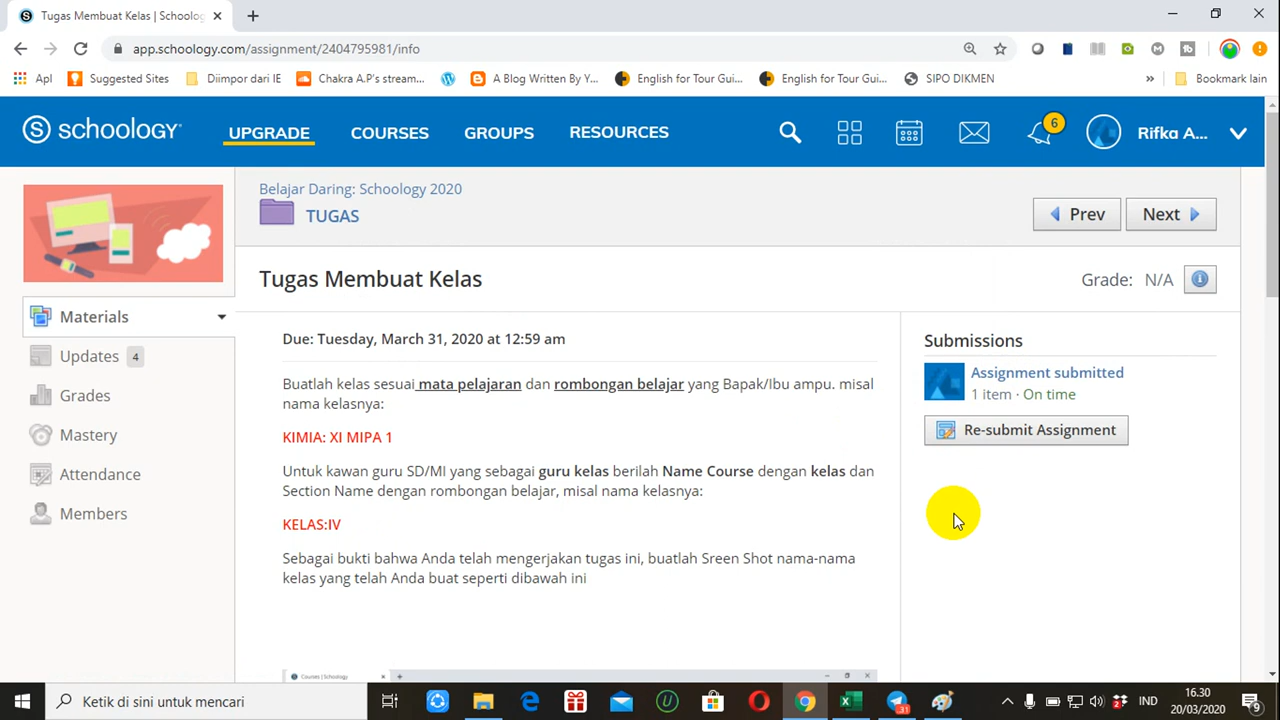 Tugas Membuat Kelas | Schoolog
app.schoology.com/assignment/2404795981/info
Apl
Suggested Sites
Diimpor dari IE
Chakra A.P's stream...
A Blog Written By Y...
English for Tour Gui...
English for Tour Gui...
SIPO DIKMEN
»
Bookmark lain
S schoology
UPGRADE
COURSES
GROUPS
RESOURCES
6
Rifka A...
Belajar Daring: Schoology 2020
TUGAS
Prev
Next
Tugas Membuat Kelas
Grade: N/A
Materials
Updates 4
Grades
Mastery
Attendance
Members
Due: Tuesday, March 31, 2020 at 12:59 am
Buatlah kelas sesuai mata pelajaran dan rombongan belajar yang Bapak/Ibu ampu. misal
nama kelasnya:
KIMIA: XI MIPA 1
Untuk kawan guru SD/MI yang sebagai guru kelas berilah Name Course dengan kelas dan
Section Name dengan rombongan belajar, misal nama kelasnya:
KELAS:IV
Sebagai bukti bahwa Anda telah mengerjakan tugas ini, buatlah Sreen Shot nama-nama
kelas yang telah Anda buat seperti dibawah ini
Courses | Schoology
Submissions
Assignment submitted
1 item · On time
Re-submit Assignment
Ketik di sini untuk mencari
31
IND
16.30
20/03/2020
9